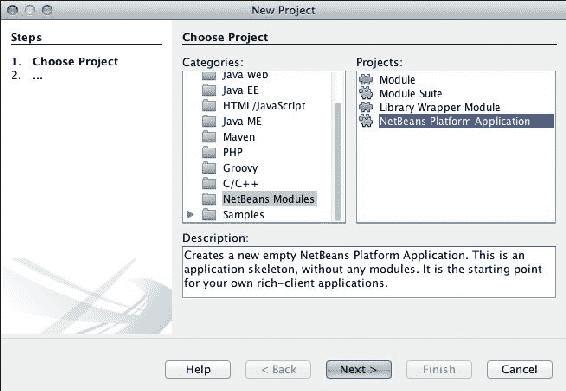 New Project
Steps
1. Choose Project
2. ...
Choose Project
Categories:
Java Web
Java EE
HTML/JavaScript
Java ME
Maven
PHP
Groovy
C/C++
NetBeans Modules
Samples
Projects:
Module
Module Suite
Library Wrapper Module
NetBeans Platform Application
Description:
Creates a new empty NetBeans Platform Application. This is an
application skeleton, without any modules. It is the starting point
for your own rich-client applications.
Help
< Back
Next >
Finish
Cancel